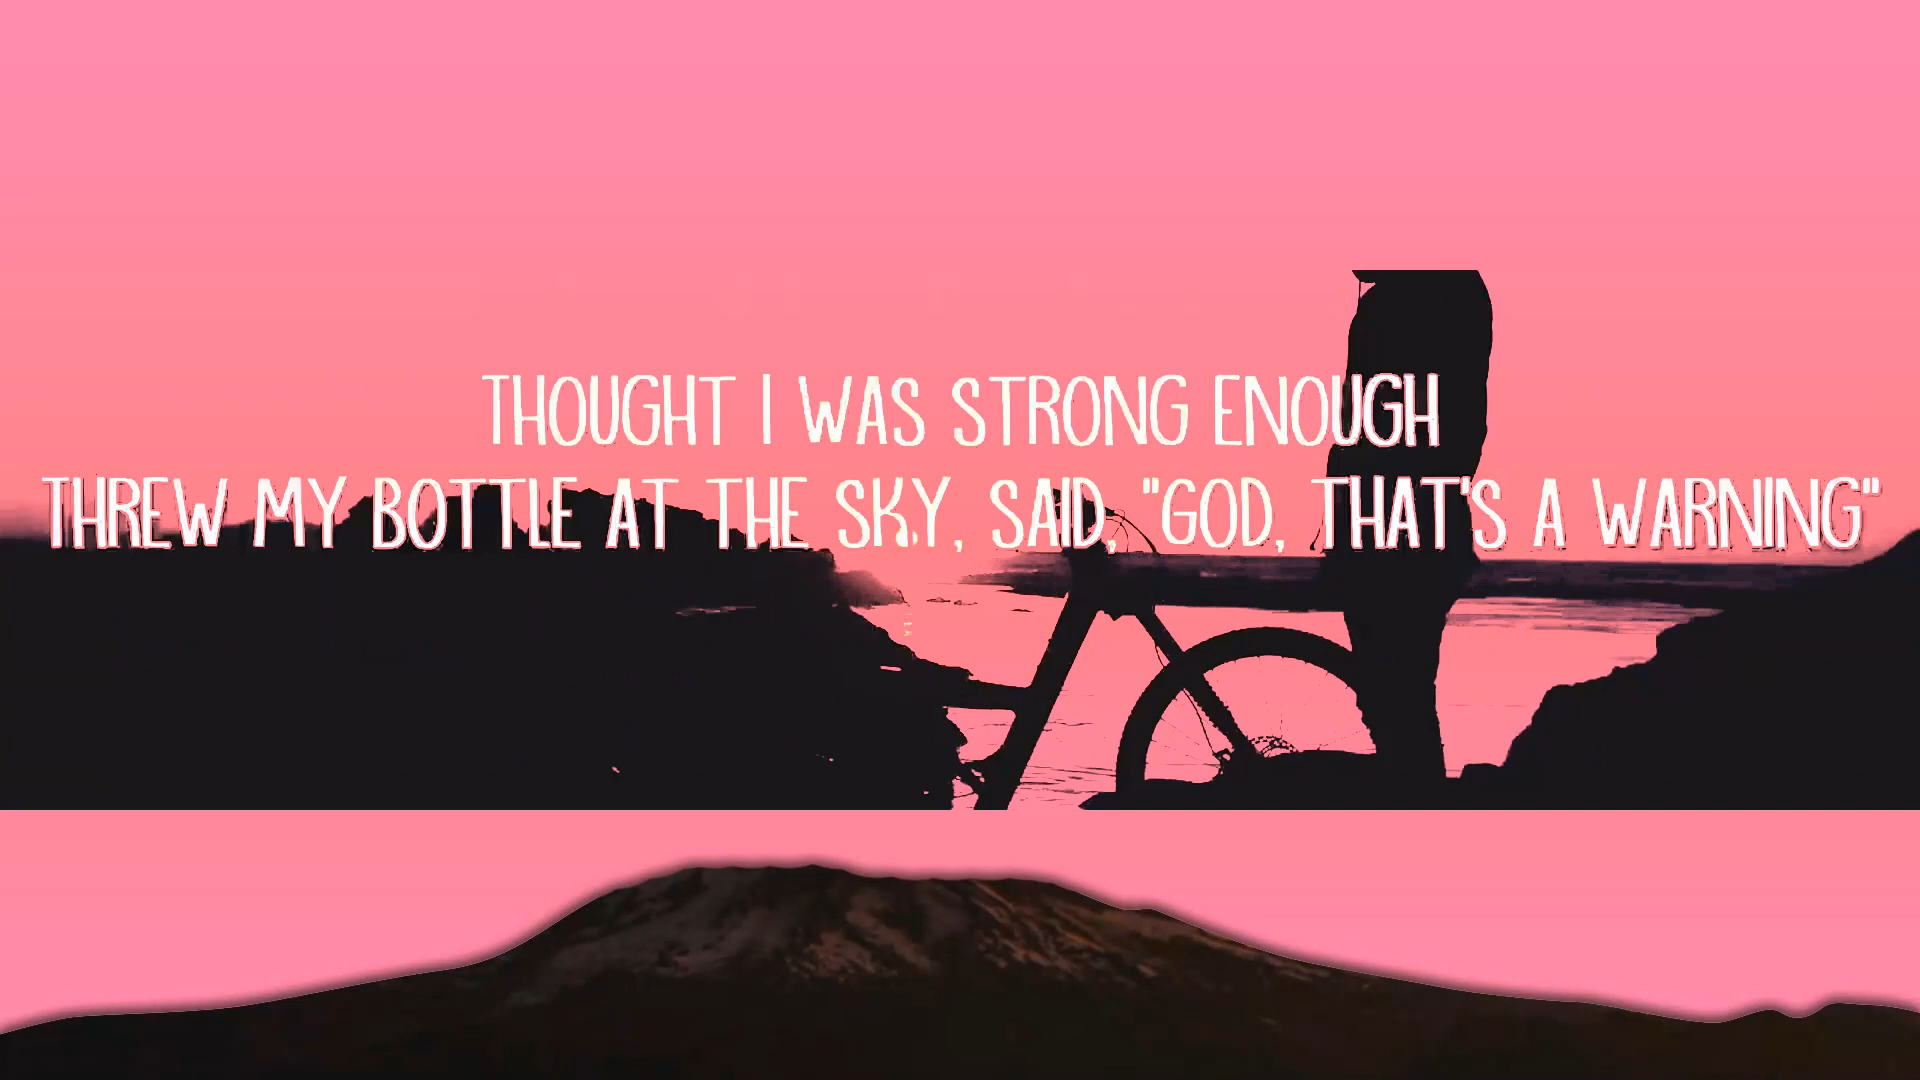 THOUGHT I WAS STRONG ENOUGH
THREW MY BOTTLE AT THE SKY, SAID, "GOD, THAT'S A WARNING"